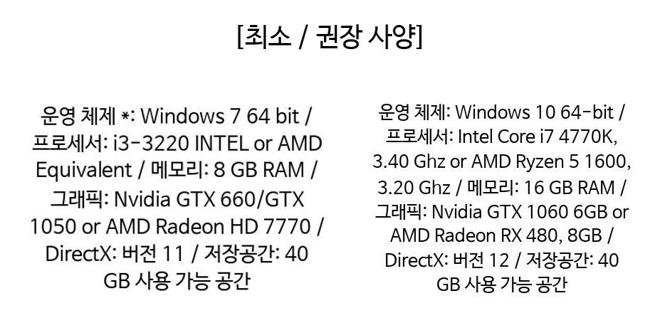 [최소 / 권장 사양]
운영 체제 *: Windows 7 64 bit /
프로세서: i3-3220 INTEL or AMD
Equivalent / 메모리: 8 GB RAM /
그래픽: Nvidia GTX 660/GTX
1050 or AMD Radeon HD 7770 /
DirectX: 버전 11 / 저장공간: 40
GB 사용 가능 공간
운영 체제: Windows 10 64-bit /
프로세서: Intel Core i7 4770K,
3.40 Ghz or AMD Ryzen 5 1600,
3.20 Ghz / 메모리: 16 GB RAM /
그래픽: Nvidia GTX 1060 6GB or
AMD Radeon RX 480, 8GB /
DirectX: 버전 12 / 저장공간: 40
GB 사용 가능 공간